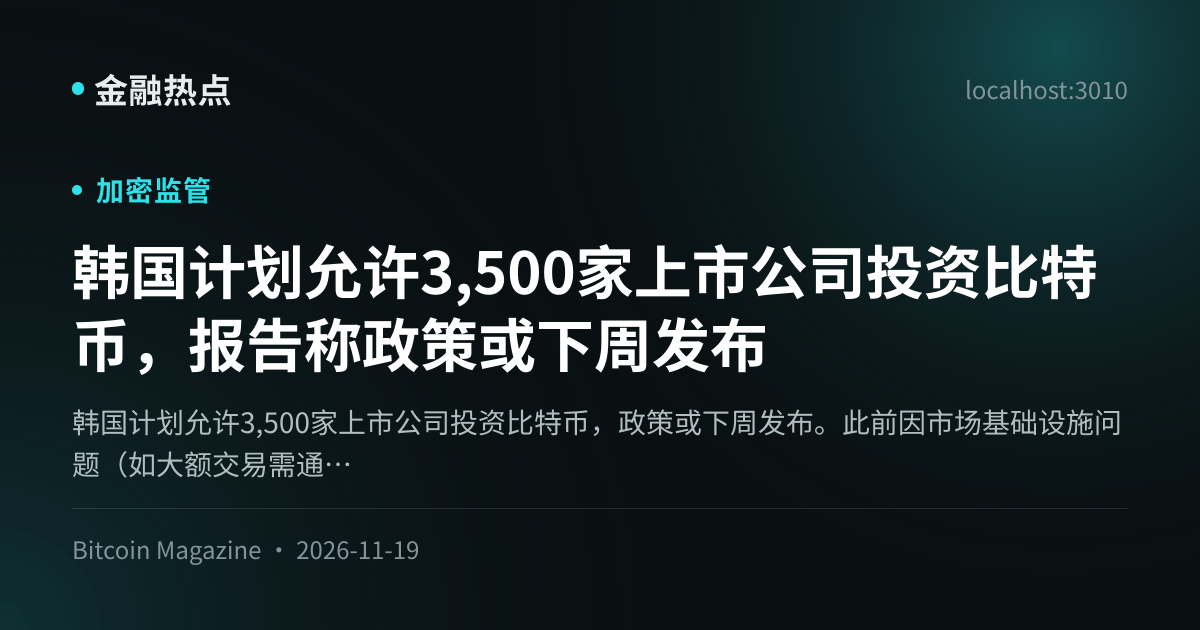 金融热点
localhost:3010
加密监管
韩国计划允许3,500家上市公司投资比特
币，报告称政策或下周发布
韩国计划允许3,500家上市公司投资比特币，政策或下周发布。此前因市场基础设施问
题（如大额交易需通…
Bitcoin Magazine · 2026-11-19